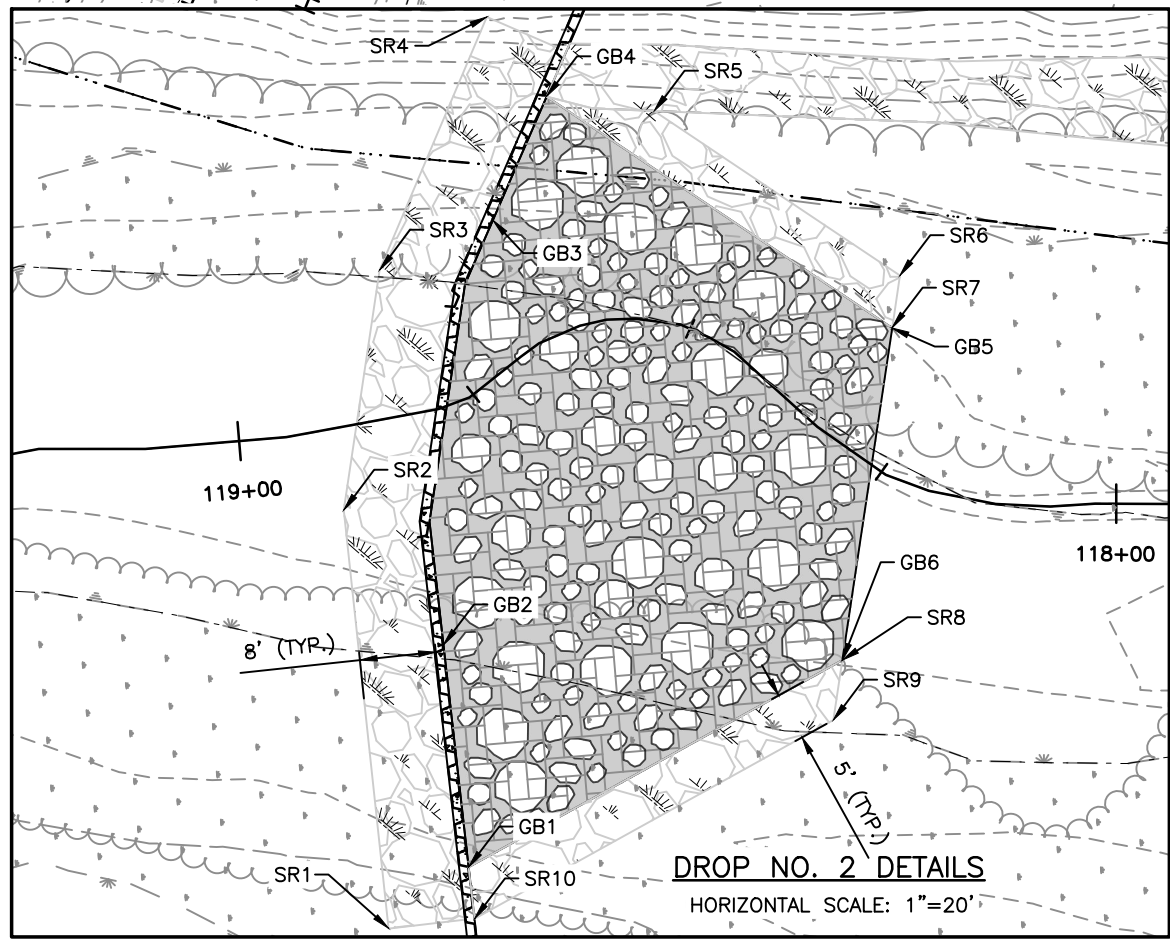 SR4
GB4
SR5
SR3
GB3
SR6
SR7
GB5
SR2
119+00
118+00
GB6
GB2
SR8
8' (TYP.)
SR9
5' (TYP.)
GB1
SR1
SR10
DROP NO. 2 DETAILS
HORIZONTAL SCALE: 1"=20'